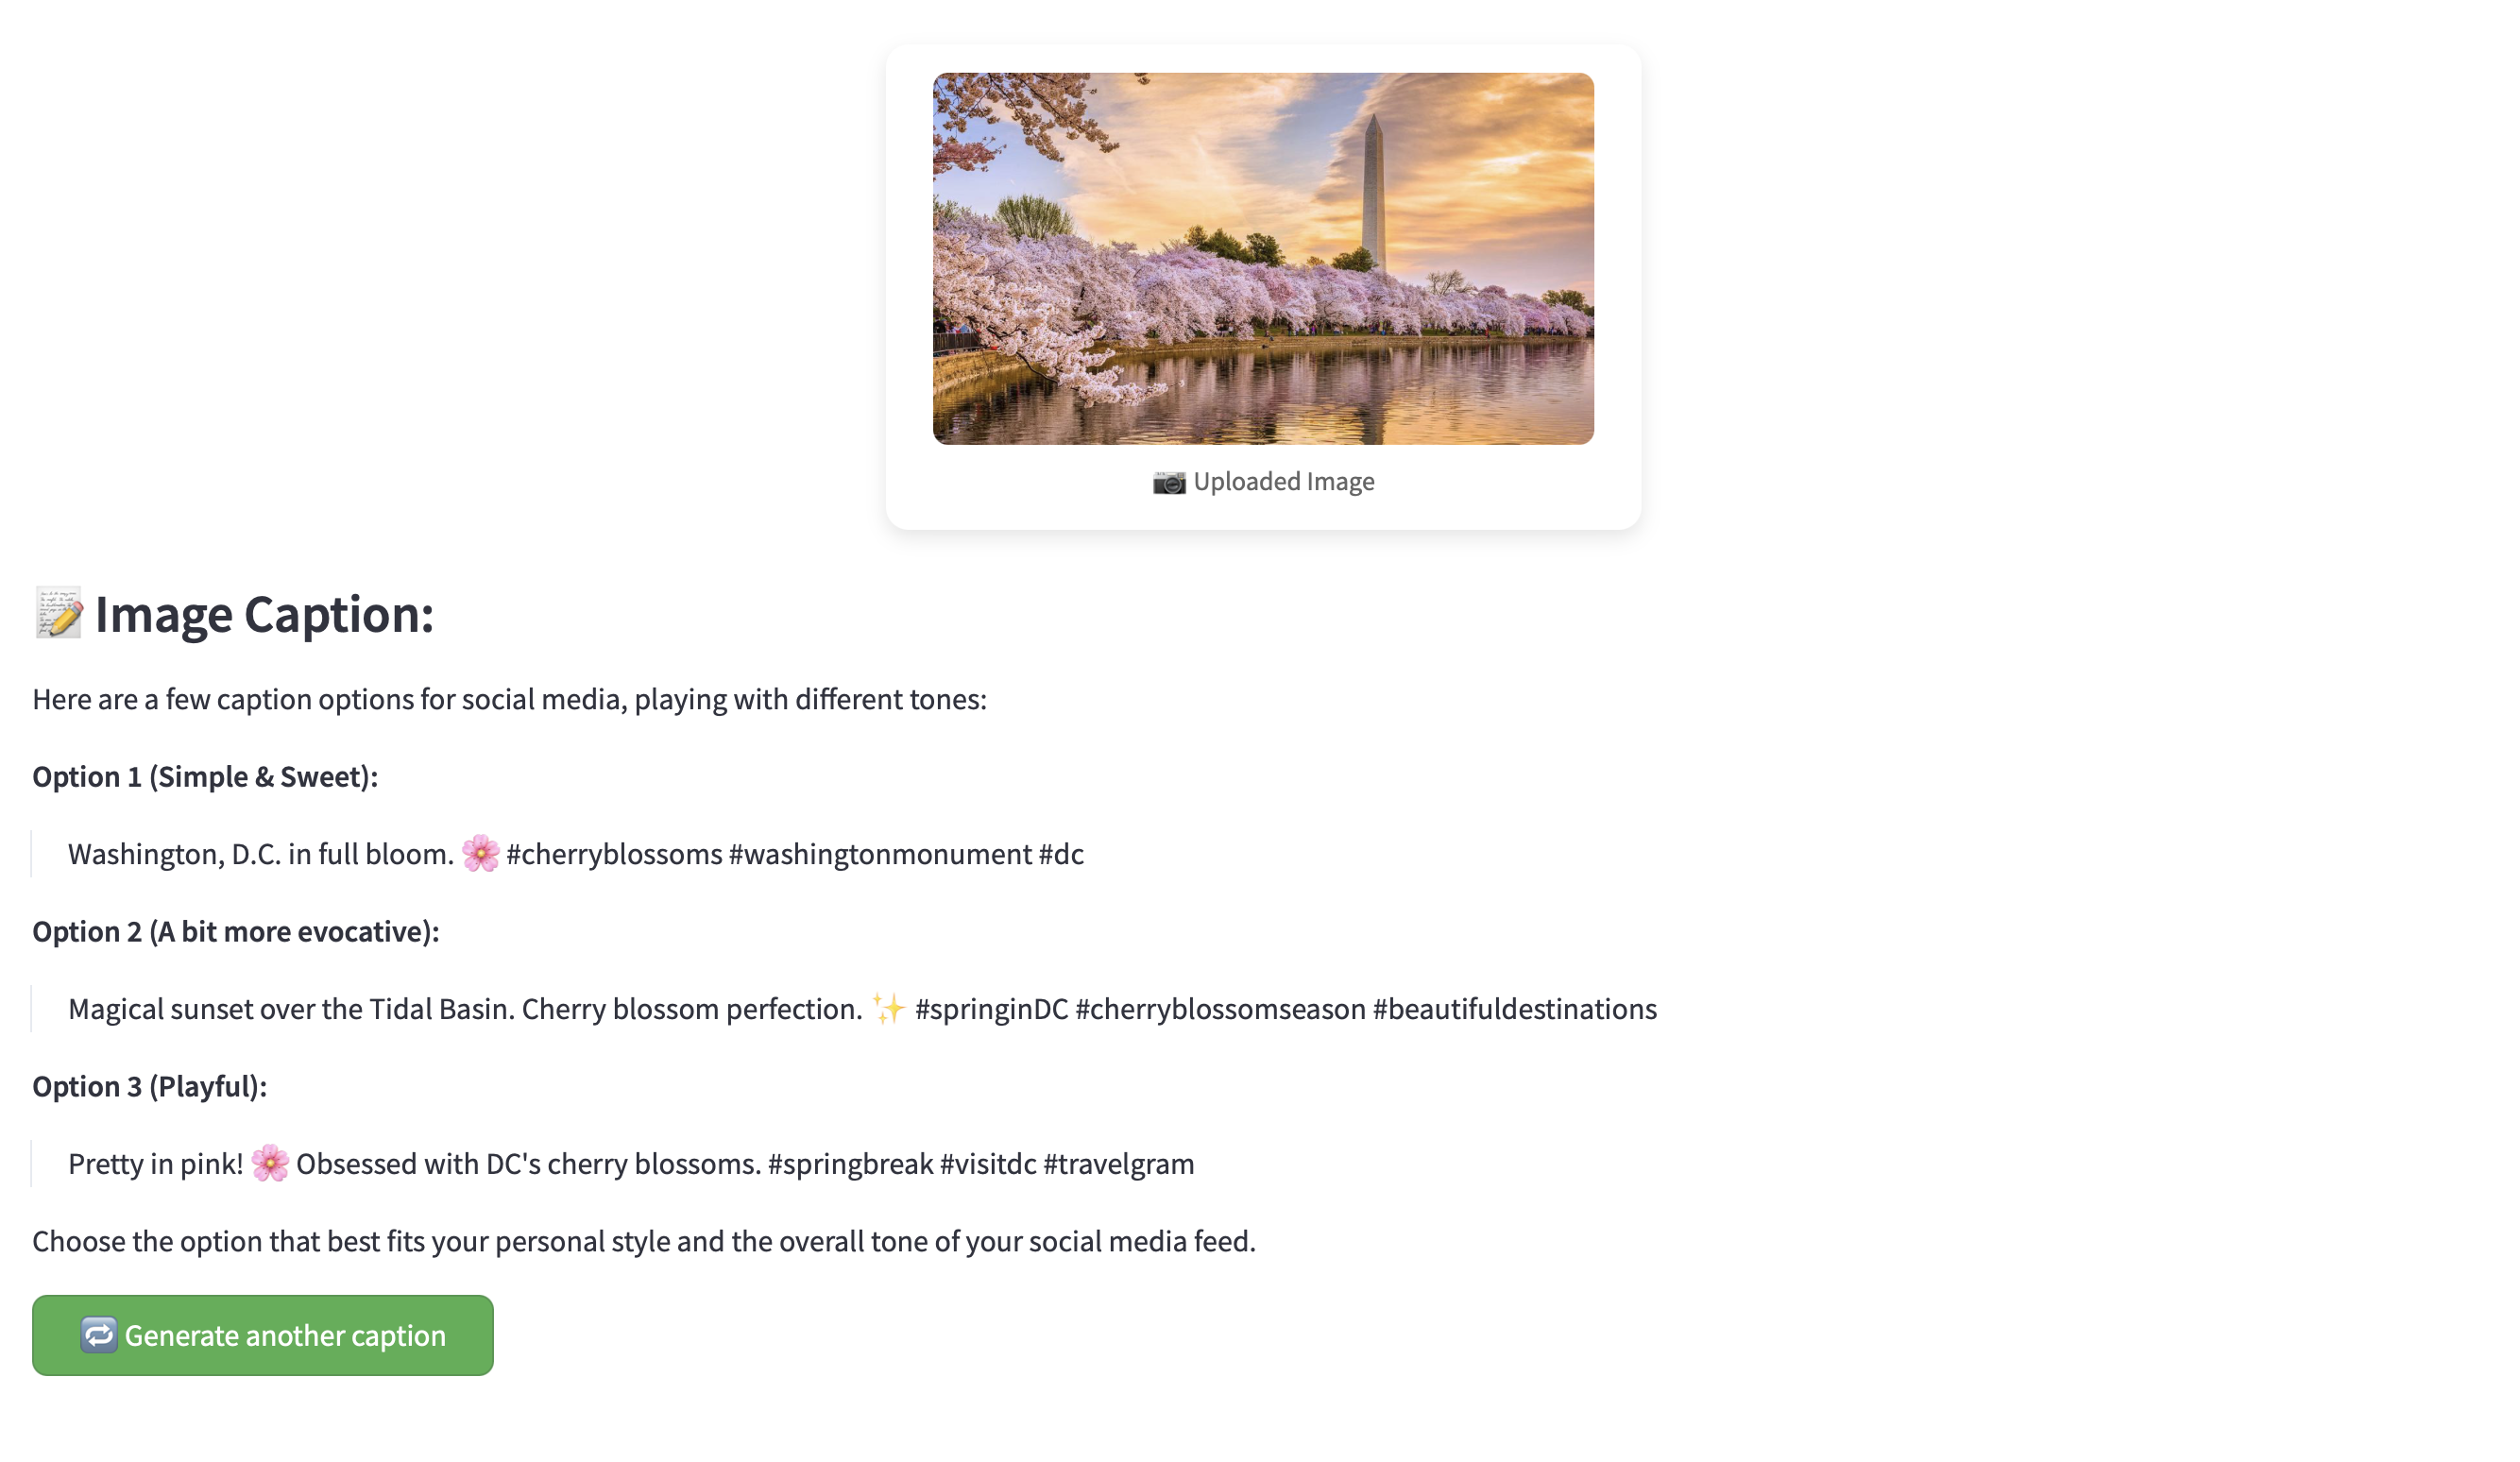 📷 Uploaded Image
📝 Image Caption:
Here are a few caption options for social media, playing with different tones:
Option 1 (Simple & Sweet):
Washington, D.C. in full bloom. 🌸 #cherryblossoms #washingtonmonument #dc
Option 2 (A bit more evocative):
Magical sunset over the Tidal Basin. Cherry blossom perfection. ✨ #springinDC #cherryblossomseason #beautifuldestinations
Option 3 (Playful):
Pretty in pink! 🌸 Obsessed with DC's cherry blossoms. #springbreak #visitdc #travelgram
Choose the option that best fits your personal style and the overall tone of your social media feed.
🔁 Generate another caption